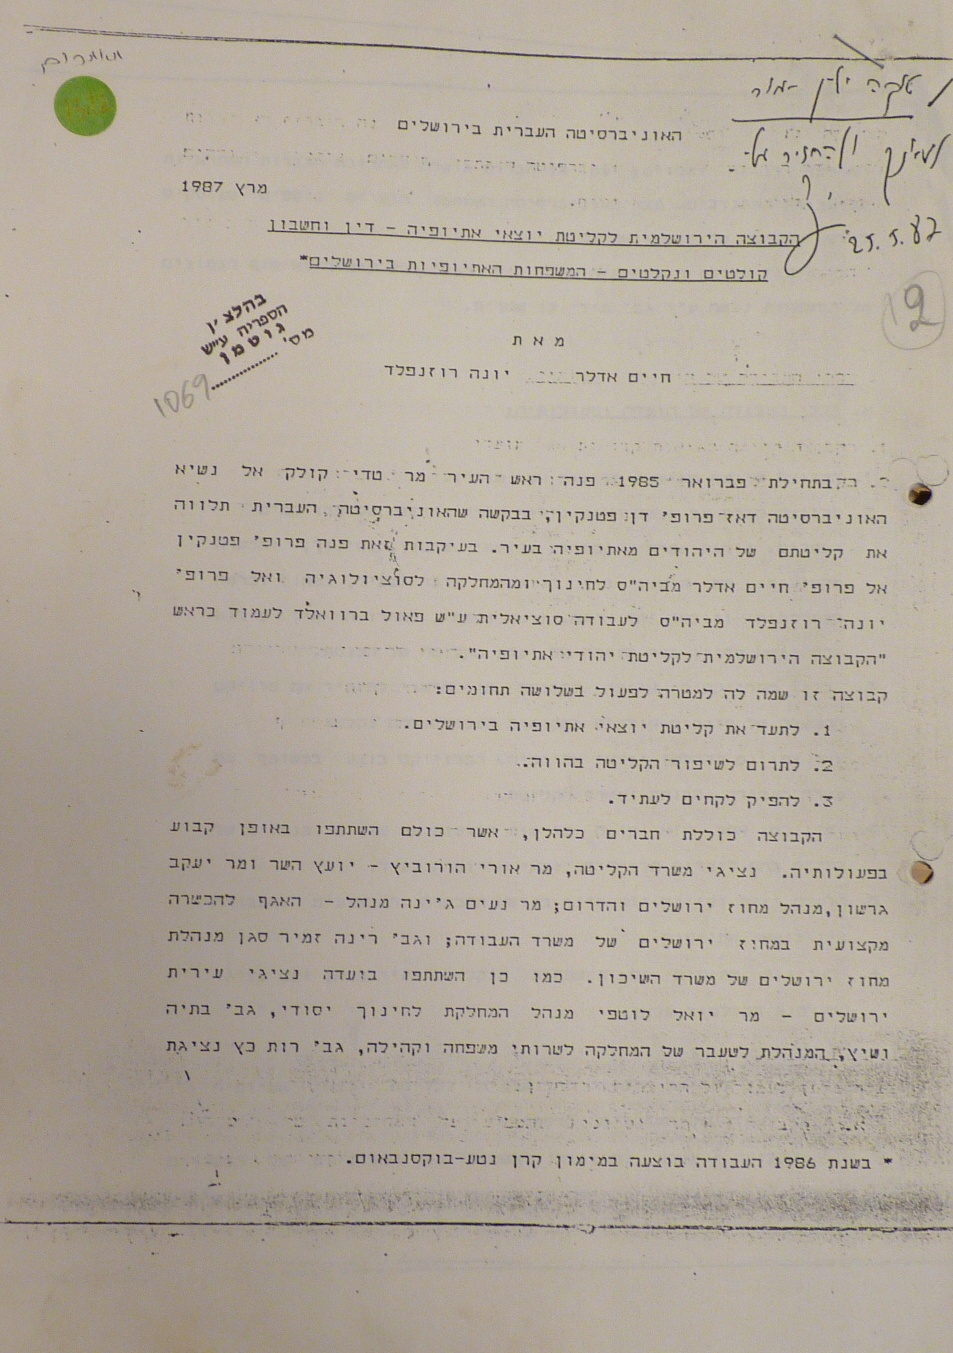 האוניברסיטה העברית בירושלים
מרץ 1987
הקבוצה הירושלמית לקליטת יוצאי אתיופיה - דין וחשבון
קולטים ונקלטים - המשפחות האתיופיות בירושלים*
25.5.87
2
בהלצ"ן
הספריה ע"ש
גוטמן
מס'
1069
מאת
חיים אדלר יונה רוזנפלד
בתחילת פברואר 1985 פנה ראש העיר מר טדי קולק אל נשיא
האוניברסיטה דאז פרופ' דן פטנקין, בבקשה שהאוניברסיטה העברית תלווה
את קליטתם של היהודים מאתיופיה בעיר. בעיקבות זאת פנה פרופ' פטנקין
אל פרופ' חיים אדלר מביה"ס לחינוך ומהמחלקה לסוציולוגיה ואל פרופ'
יונה רוזנפלד מביה"ס לעבודה סוציאלית ע"ש פאול ברוואלד לעמוד בראש
"הקבוצה הירושלמית לקליטת יהודי אתיופיה".
קבוצה זו שמה לה למטרה לפעול בשלושה תחומים:
1. לתעד את קליטת יוצאי אתיופיה בירושלים.
2. לתרום לשיפור הקליטה בהווה.
3. להפיק לקחים לעתיד.
הקבוצה כוללת חברים כלהלן, אשר כולם השתתפו באופן קבוע
בפעולותיה. נציגי משרד הקליטה, מר אורי הורוביץ - יועץ השר ומר יעקב
גרשון, מנהל מחוז ירושלים והדרום; מר נעים ג'ינה מנהל - האגף להכשרה
מקצועית במחוז ירושלים של משרד העבודה; וגב' רינה זמיר סגן מנהלת
מחוז ירושלים של משרד השיכון. כמו כן השתתפו בועדה נציגי עירית
ירושלים - מר יואל לוטפי מנהל המחלקת לחינוך יסודי, גב' בתיה
ושיץ, המנהלת לשעבר של המחלקה לשרותי משפחה וקהילה, גב' רות כץ נציגת
* בשנת 1986 העבודה בוצעה במימון קרן נטע-בוקסנבאום.